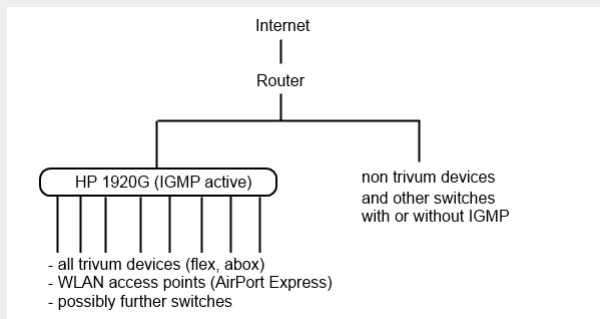 Internet
Router
HP 1920G (IGMP active)
non trivum devices
and other switches
with or without IGMP
- all trivum devices (flex, abox)
- WLAN access points (AirPort Express)
- possibly further switches